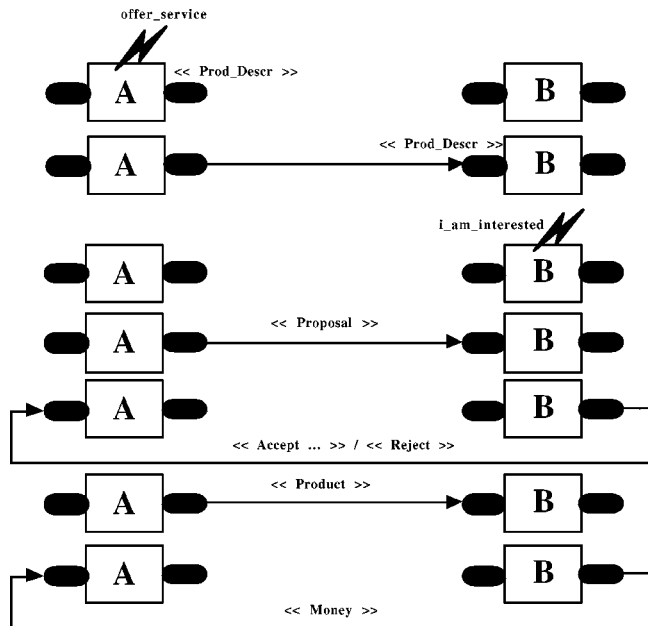 offer_service
<< Prod_Descr >>
A
B
<< Prod_Descr >>
A
B
i_am_interested
A
B
<< Proposal >>
A
B
A
B
<< Accept ... >> / << Reject >>
<< Product >>
A
B
A
B
<< Money >>